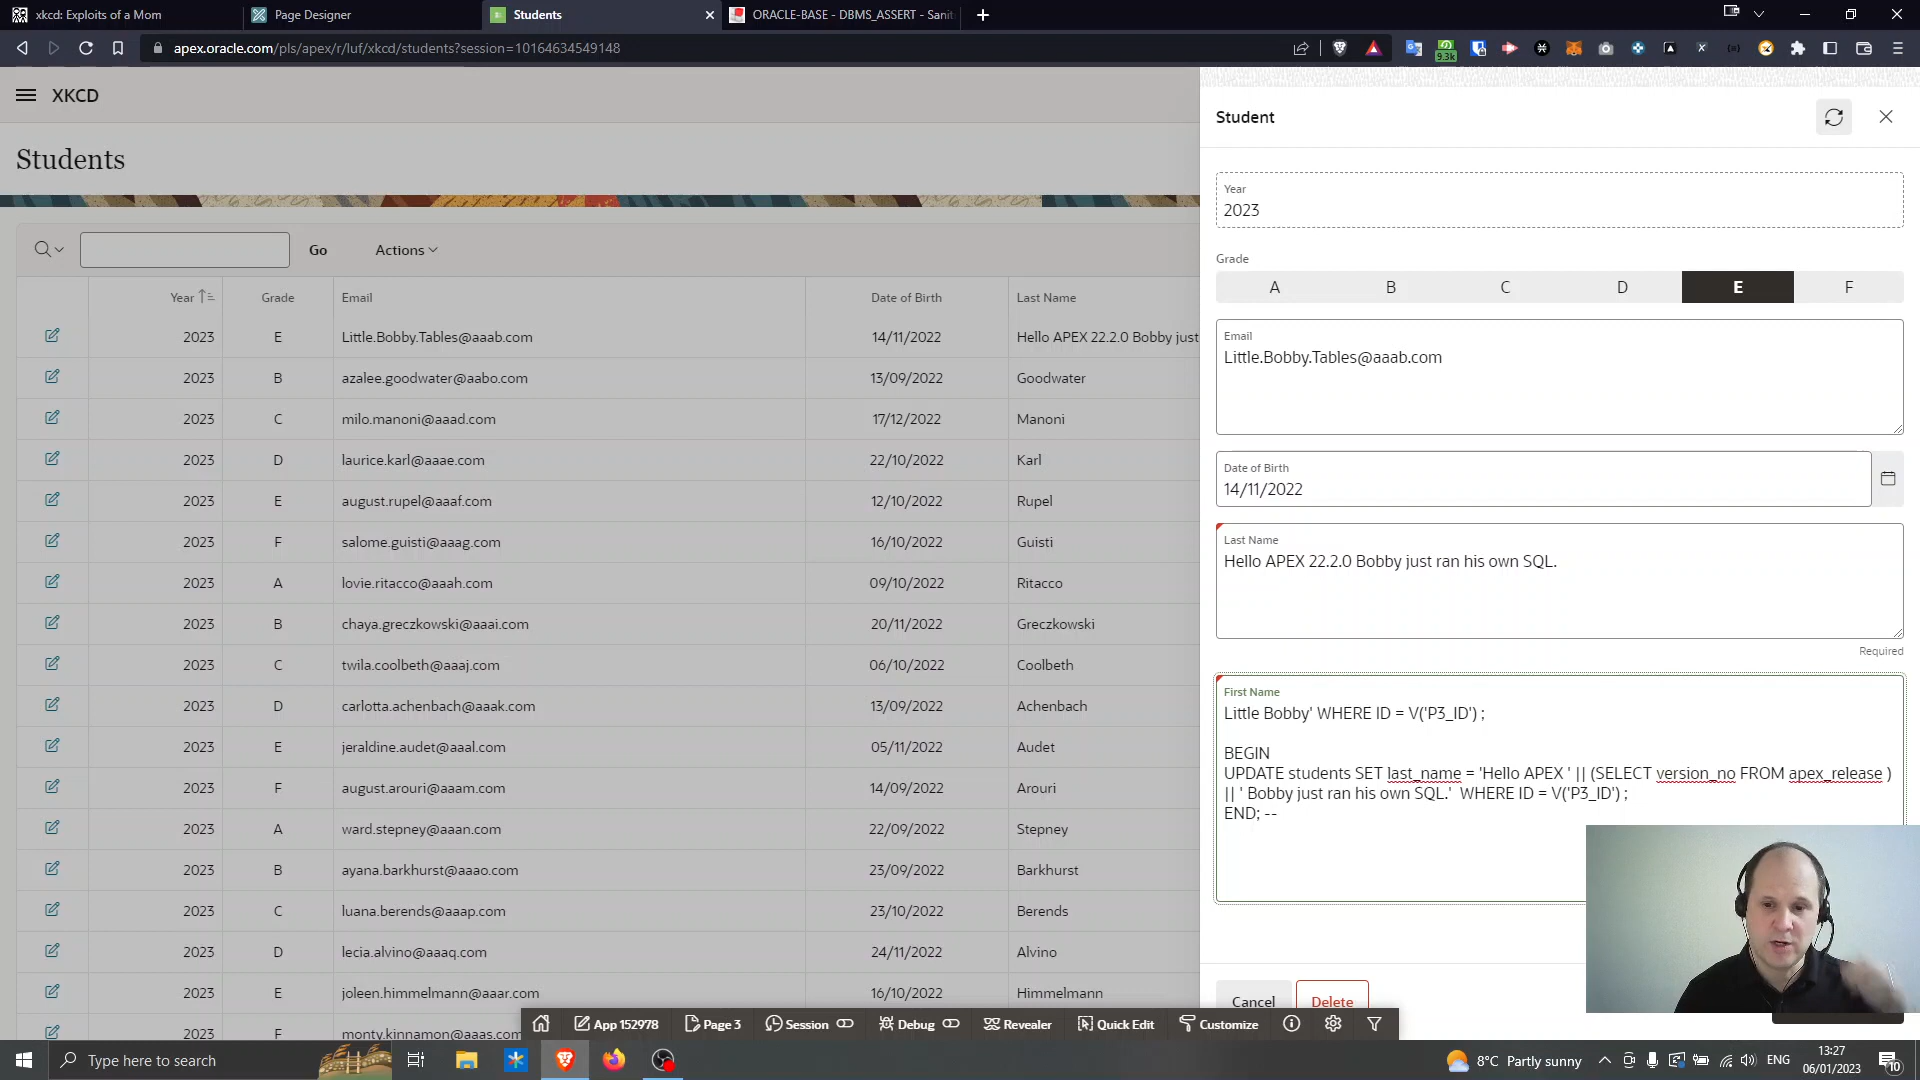 xkcd: Exploits of a Mom
Page Designer
Students
ORACLE-BASE - DBMS_ASSERT - Sanit
apex.oracle.com/pls/apex/r/luf/xkcd/students?session=10164634549148
9.3k
XKCD
Students
Go
Actions
Year Grade Email Date of Birth Last Name
2023 E Little.Bobby.Tables@aaab.com 14/11/2022 Hello APEX 22.2.0 Bobby just
2023 B azalee.goodwater@aabo.com 13/09/2022 Goodwater
2023 C milo.manoni@aaad.com 17/12/2022 Manoni
2023 D laurice.karl@aaae.com 22/10/2022 Karl
2023 E august.rupel@aaaf.com 12/10/2022 Rupel
2023 F salome.guisti@aaag.com 16/10/2022 Guisti
2023 A lovie.ritacco@aaah.com 09/10/2022 Ritacco
2023 B chaya.greczkowski@aaai.com 20/11/2022 Greczkowski
2023 C twila.coolbeth@aaaj.com 06/10/2022 Coolbeth
2023 D carlotta.achenbach@aaak.com 13/09/2022 Achenbach
2023 E jeraldine.audet@aaal.com 05/11/2022 Audet
2023 F august.arouri@aaam.com 14/09/2022 Arouri
2023 A ward.stepney@aaan.com 22/09/2022 Stepney
2023 B ayana.barkhurst@aaao.com 23/09/2022 Barkhurst
2023 C luana.berends@aaap.com 23/10/2022 Berends
2023 D lecia.alvino@aaaq.com 24/11/2022 Alvino
2023 E joleen.himmelmann@aaar.com 16/10/2022 Himmelmann
2023 F monty.kinnamon@aaas.com
Student
Year
2023
Grade
A B C D E F
Email
Little.Bobby.Tables@aaab.com
Date of Birth
14/11/2022
Last Name
Hello APEX 22.2.0 Bobby just ran his own SQL.
Required
First Name
Little Bobby' WHERE ID = V('P3_ID') ;
BEGIN
UPDATE students SET last_name = 'Hello APEX ' || (SELECT version_no FROM apex_release )
|| ' Bobby just ran his own SQL.'  WHERE ID = V('P3_ID') ;
END; --
Cancel Delete
App 152978 Page 3 Session Debug Revealer Quick Edit Customize
Type here to search
8°C Partly sunny
ENG
13:27
06/01/2023
10